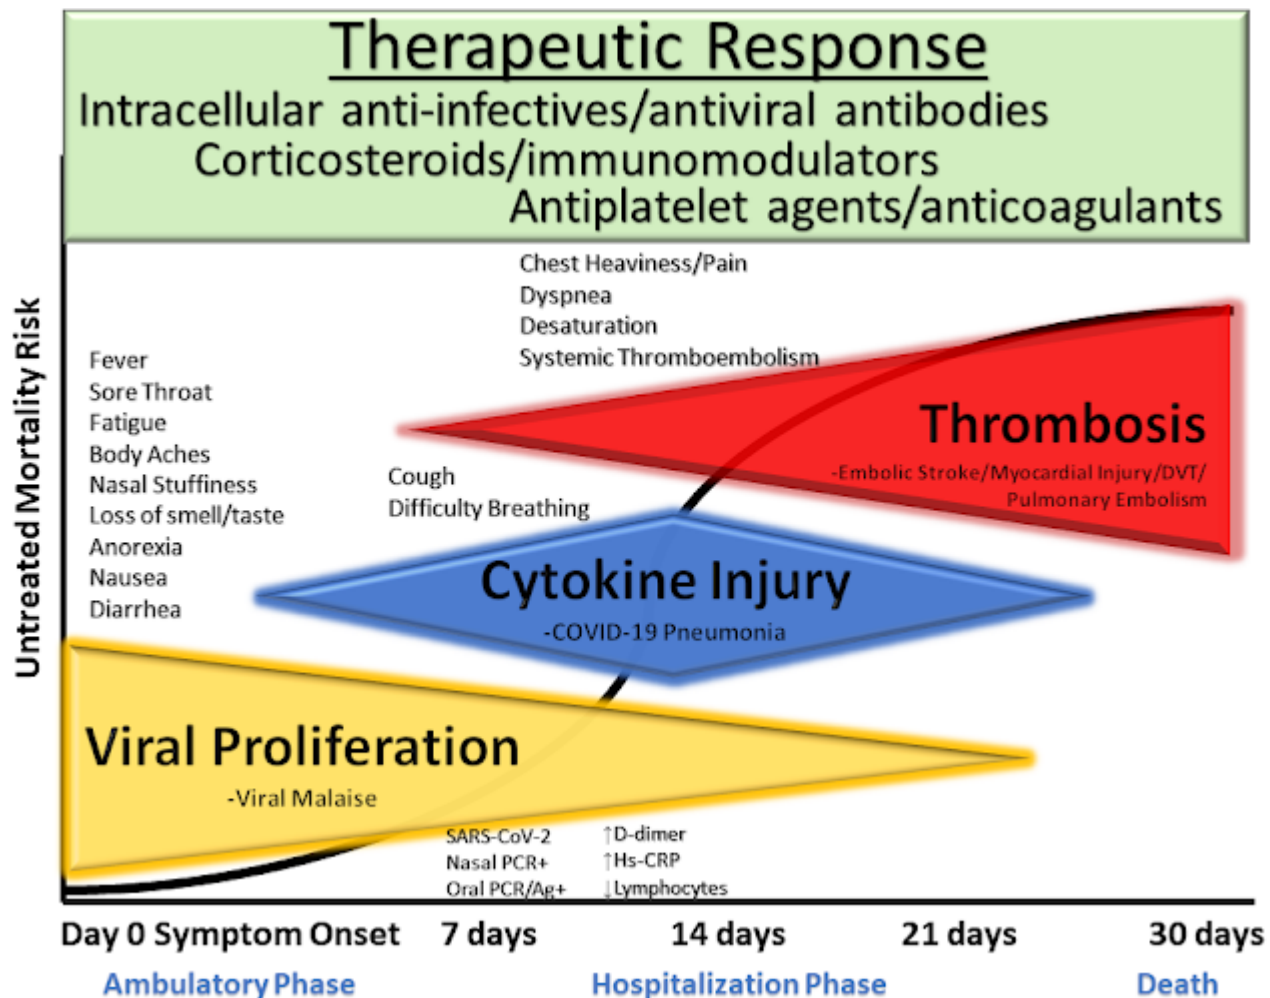 Therapeutic Response
Intracellular anti-infectives/antiviral antibodies
Corticosteroids/immunomodulators
Antiplatelet agents/anticoagulants
Chest Heaviness/Pain
Dyspnea
Desaturation
Systemic Thromboembolism
Untreated Mortality Risk
Fever
Sore Throat
Fatigue
Body Aches
Nasal Stuffiness
Loss of smell/taste
Anorexia
Nausea
Diarrhea
Cough
Difficulty Breathing
Thrombosis
-Embolic Stroke/Myocardial Injury/DVT/
Pulmonary Embolism
Cytokine Injury
-COVID-19 Pneumonia
Viral Proliferation
-Viral Malaise
SARS-CoV-2
Nasal PCR+
Oral PCR/Ag+
↑D-dimer
↑Hs-CRP
↓Lymphocytes
Day 0 Symptom Onset 7 days 14 days 21 days 30 days
Ambulatory Phase Hospitalization Phase Death